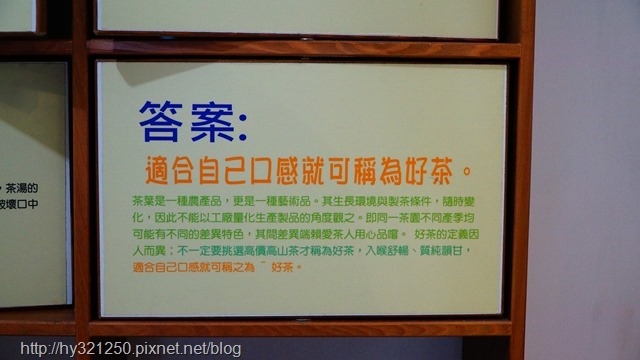 答案:
適合自己口感就可稱為好茶。
茶葉是一種農產品，更是一種藝術品。其生長環境與製茶條件，隨時變
化，因此不能以工廠量化生產製品的角度觀之。即同一茶園不同產季均
可能有不同的差異特色，其間差異端賴愛茶人用心品嚐。 好茶的定義因
人而異；不一定要挑選高價高山茶才稱為好茶，入喉舒暢、質純韻甘，
適合自己口感就可稱之為 ~ 好茶。
，茶湯的
破壞口中
http://hy321250.pixnet.net/blog